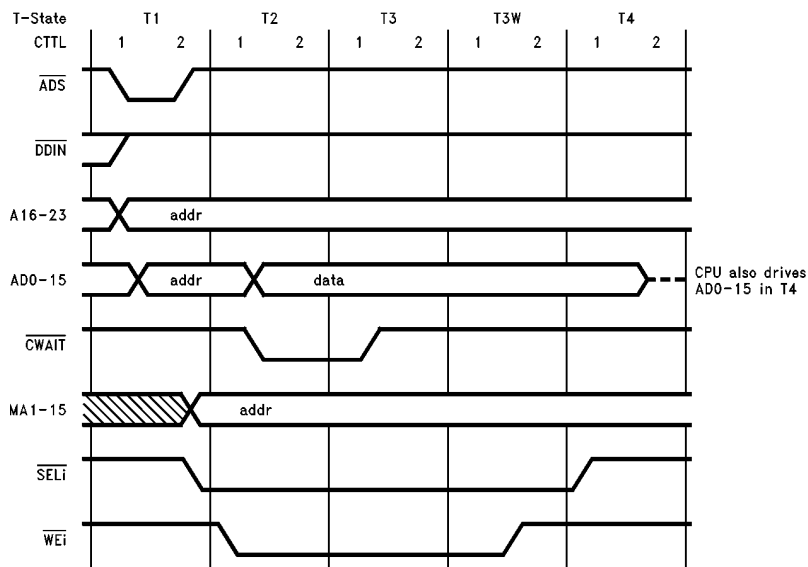 T-State T1 T2 T3 T3W T4
CTTL 1 2 1 2 1 2 1 2 1 2
ADS
DDIN
A16-23 addr
AD0-15 addr data CPU also drives
AD0-15 in T4
CWAIT
MA1-15 addr
SELi
WEi